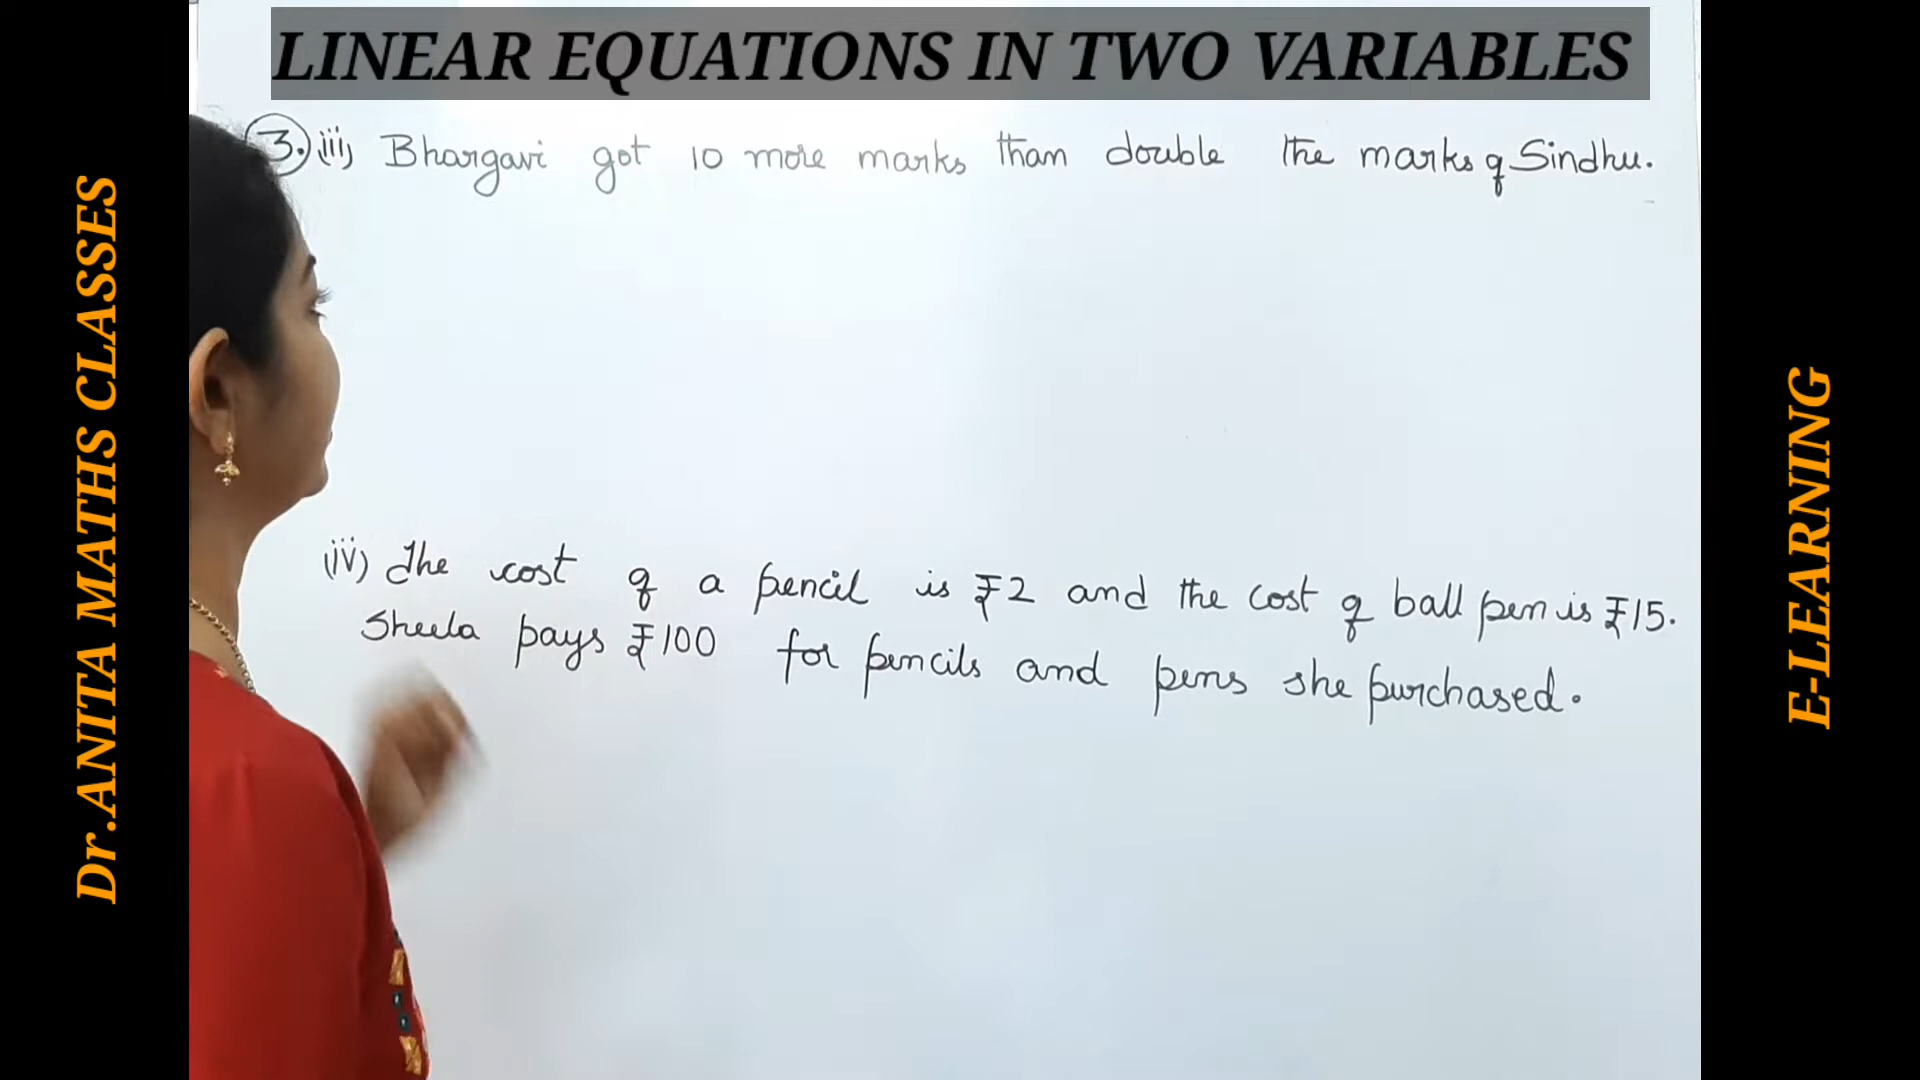 LINEAR EQUATIONS IN TWO VARIABLES
3. iii) Bhargavi got 10 more marks than double the marks of Sindhu.
(iv) The cost of a pencil is ₹2 and the cost of ball pen is ₹15.
Sheela pays ₹100 for pencils and pens she purchased.
Dr.ANITA MATHS CLASSES
E-LEARNING